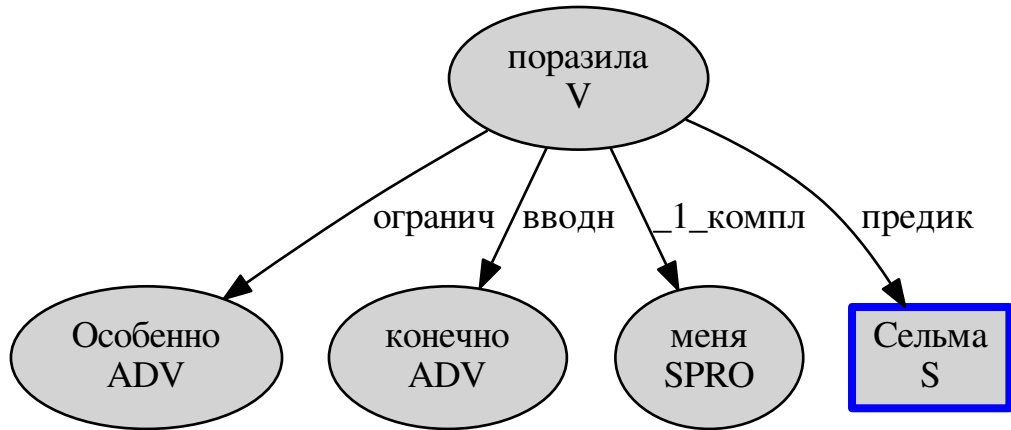 поразила
V
огранич вводн _1_компл предик
Особенно
ADV
конечно
ADV
меня
SPRO
Сельма
S